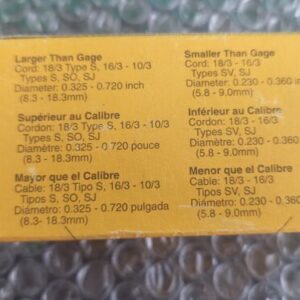 Larger Than Gage
Cord: 18/3 Type S, 16/3 - 10/3
Types S, SO, SJ
Diameter: 0.325 - 0.720 inch
(8.3 - 18.3mm)
Supérieur au Calibre
Cordon: 18/3 Type S, 16/3 - 10/3
Types S, SO, SJ
Diamètre: 0.325 - 0.720 pouce
(8.3 - 18.3mm)
Mayor que el Calibre
Cable: 18/3 Tipo S, 16/3 - 10/3
Tipos S, SO, SJ
Diámetro: 0.325 - 0.720 pulgada
(8.3- 18.3mm)
Smaller Than Gage
Cord: 18/3 - 16/3
Types SV, SJ
Diameter: 0.230 - 0.360 in
(5.8 - 9.0mm)
Inférieur au Calibre
Cordon: 18/3 - 16/3
Types SV, SJ
Diamètre: 0.230 - 0.360
(5.8 - 9.0mm)
Menor que el Calibre
Cable: 18/3 - 16/3
Tipos SV, SJ
Diámetro: 0.230 - 0.360
(5.8 - 9.0mm)